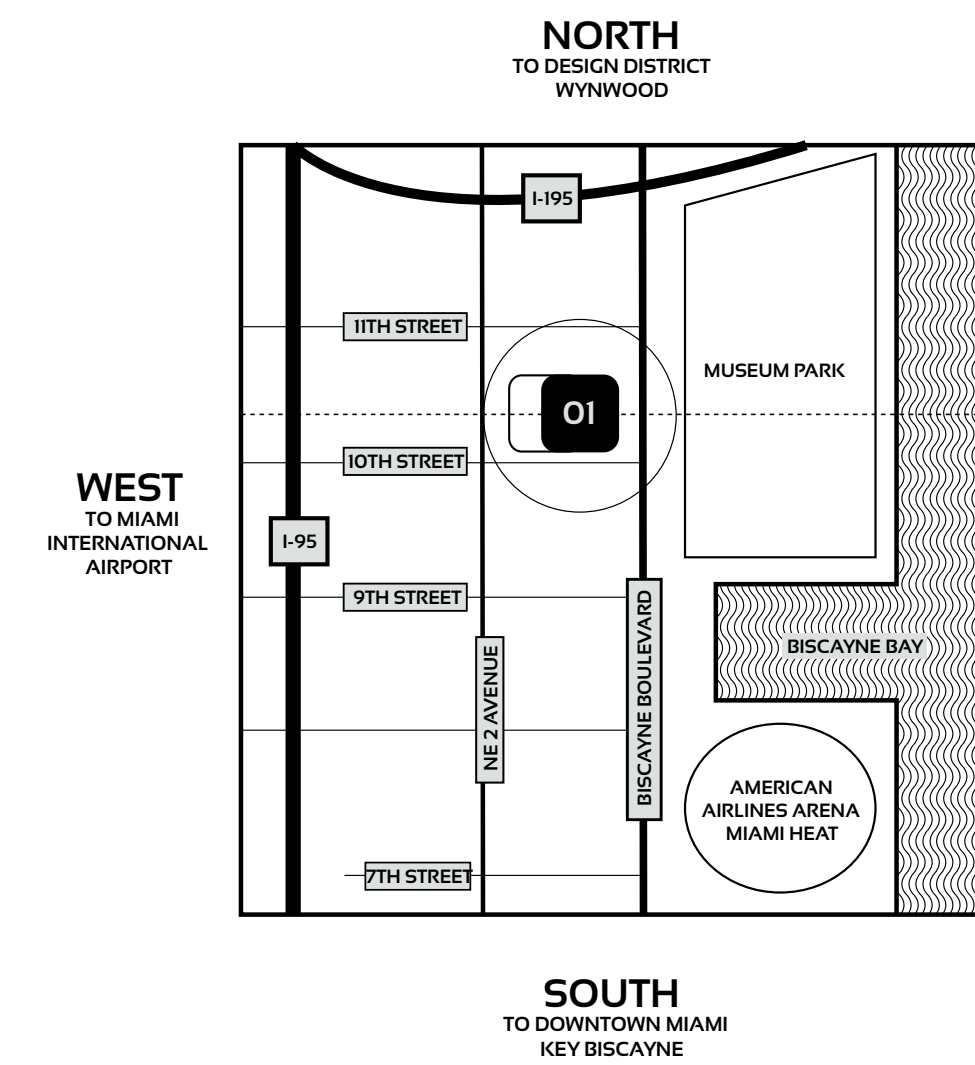 NORTH
TO DESIGN DISTRICT
WYNWOOD
I-195
11TH STREET
MUSEUM PARK
01
10TH STREET
WEST
TO MIAMI
INTERNATIONAL
AIRPORT
I-95
9TH STREET
BISCAYNE BOULEVARD
BISCAYNE BAY
NE 2 AVENUE
AMERICAN
AIRLINES ARENA
MIAMI HEAT
7TH STREET
SOUTH
TO DOWNTOWN MIAMI
KEY BISCAYNE